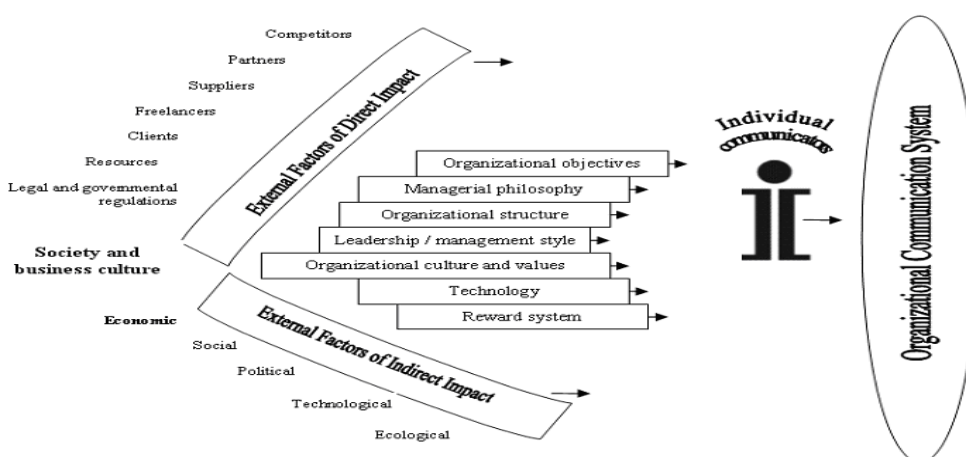 Competitors
Partners
Suppliers
Freelancers
Clients
Resources
Legal and governmental
regulations
Society and
business culture
Economic
Social
Political
Technological
Ecological
External Factors of Direct Impact
External Factors of Indirect Impact
Organizational objectives
Managerial philosophy
Organizational structure
Leadership / management style
Organizational culture and values
Technology
Reward system
Individual
communicators
Organizational Communication System